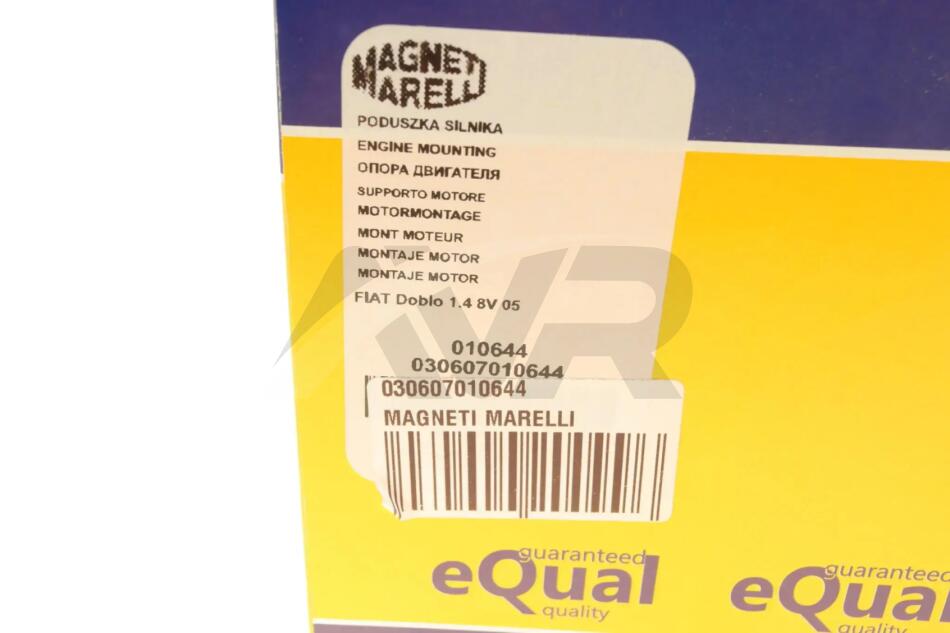 MAGNETI
MARELLI
PODUSZKA SILNIKA
ENGINE MOUNTING
ОПОРА ДВИГАТЕЛЯ
SUPPORTO MOTORE
MOTORMONTAGE
MONT MOTEUR
MONTAJE MOTOR
MONTAJE MOTOR
FIAT Doblo 1.4 8V 05
010644
030607010644
030607010644
MAGNETI MARELLI
guaranteed
eQual
quality
guaranteed
eQual
quality